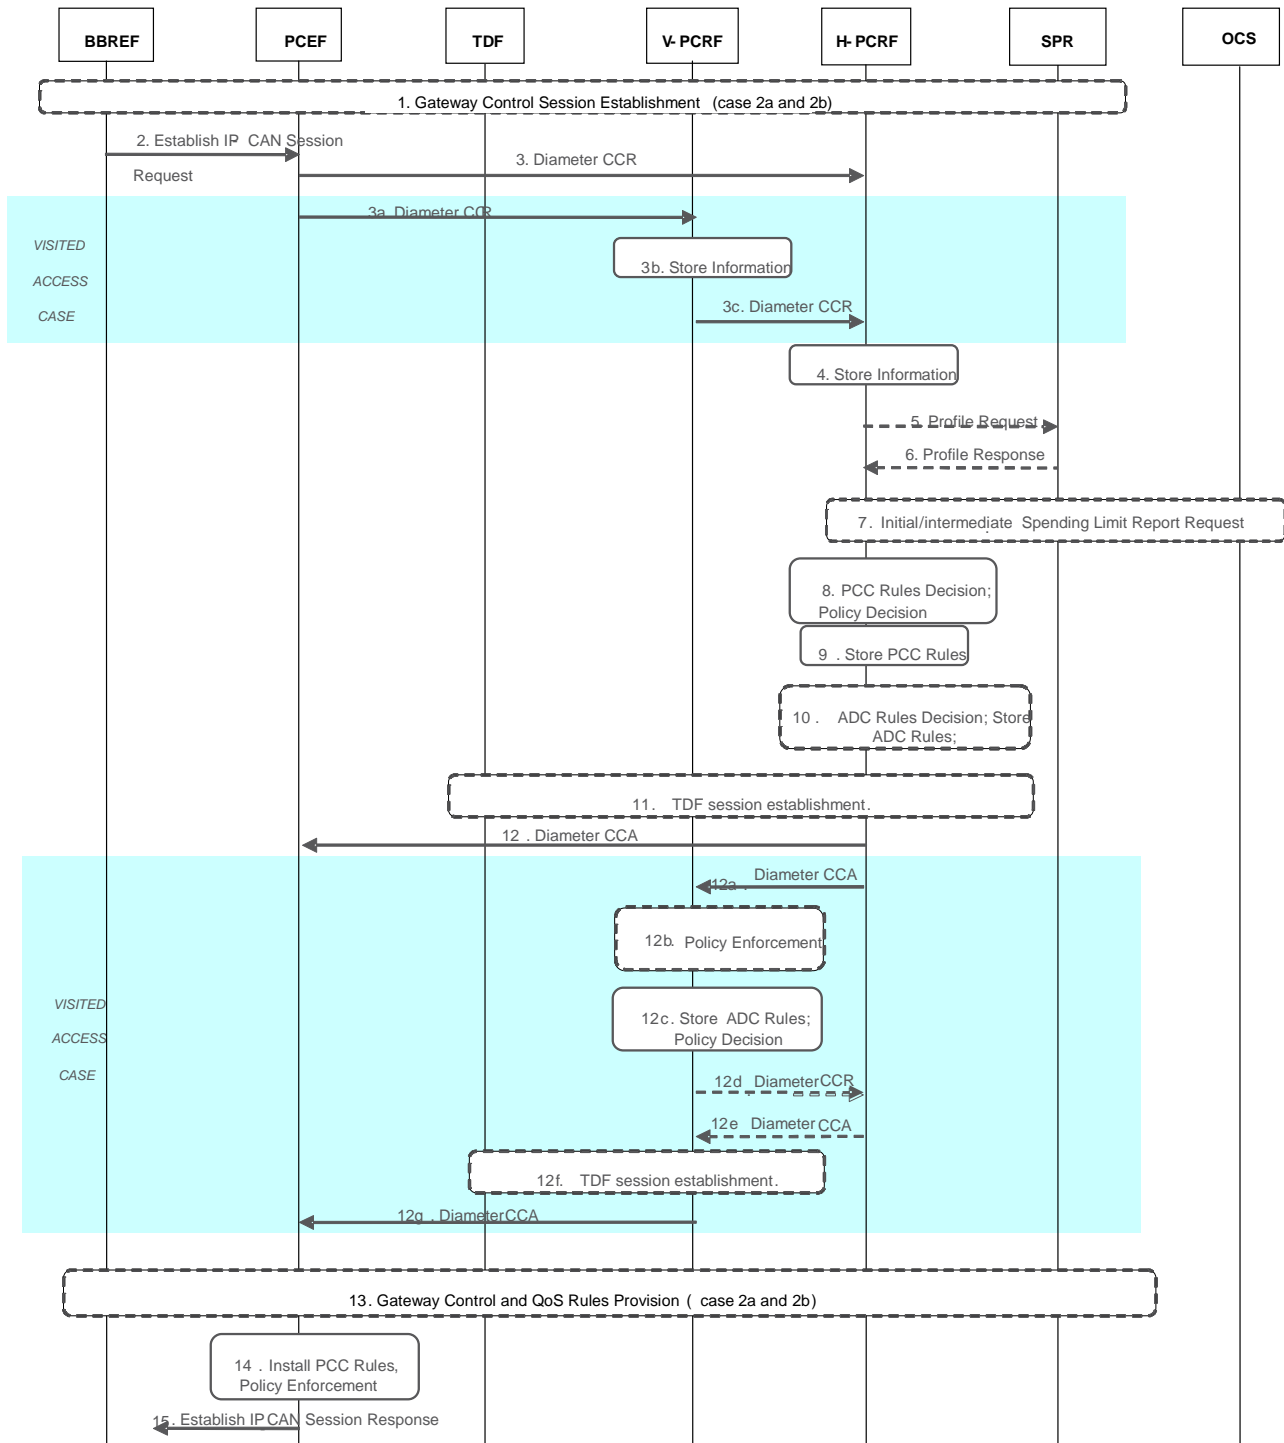 BBREF
PCEF
TDF
V- PCRF
H- PCRF
SPR
OCS
1. Gateway Control Session Establishment (case 2a and 2b)
2. Establish IP CAN Session
Request
3. Diameter CCR
3a. Diameter CCR
VISITED
ACCESS
CASE
3b. Store Information
3c. Diameter CCR
4. Store Information
5. Profile Request
6. Profile Response
7. Initial/intermediate Spending Limit Report Request
8. PCC Rules Decision;
Policy Decision
9 . Store PCC Rules
10 . ADC Rules Decision; Store
ADC Rules;
11. TDF session establishment.
12 . Diameter CCA
12a . Diameter CCA
12b. Policy Enforcement
VISITED
ACCESS
CASE
12c. Store ADC Rules;
Policy Decision
12d Diameter CCR
12e Diameter CCA
12f. TDF session establishment.
12g . Diameter CCA
13. Gateway Control and QoS Rules Provision ( case 2a and 2b)
14 . Install PCC Rules,
Policy Enforcement
15. Establish IP_CAN Session Response